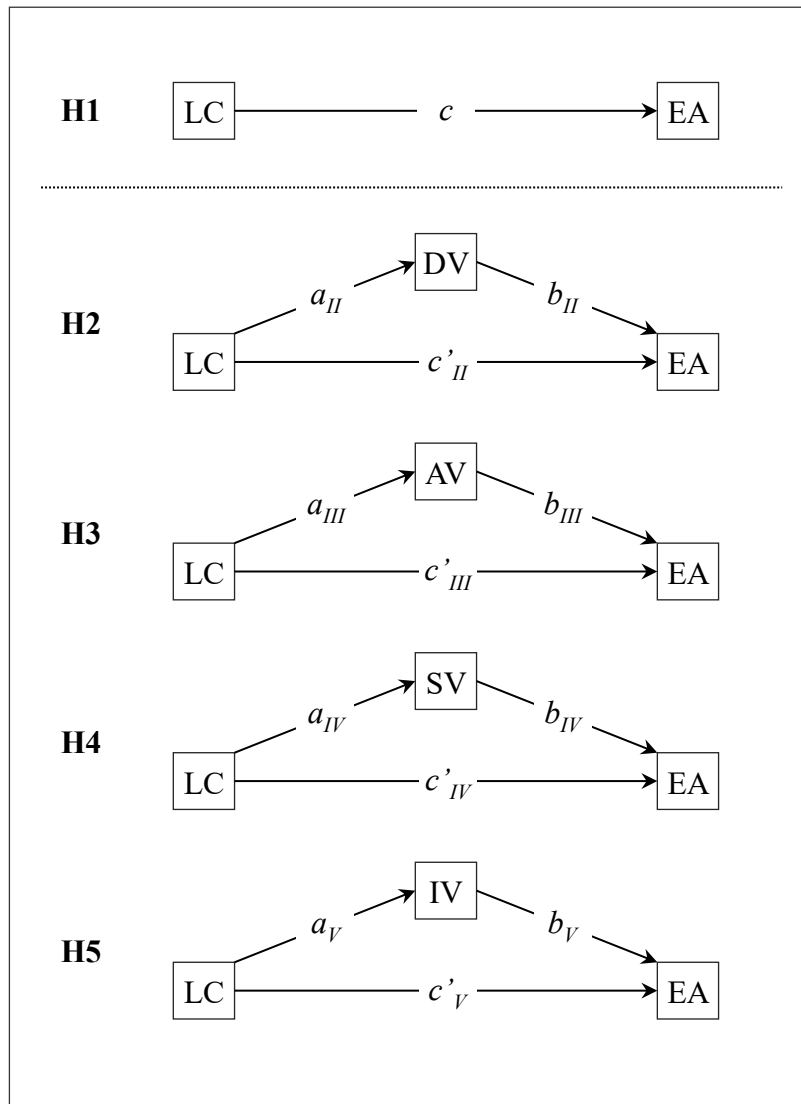 H1 LC c EA
DV
H2 a_II b_II
LC c’_II EA
AV
H3 a_III b_III
LC c’_III EA
SV
H4 a_IV b_IV
LC c’_IV EA
IV
H5 a_V b_V
LC c’_V EA